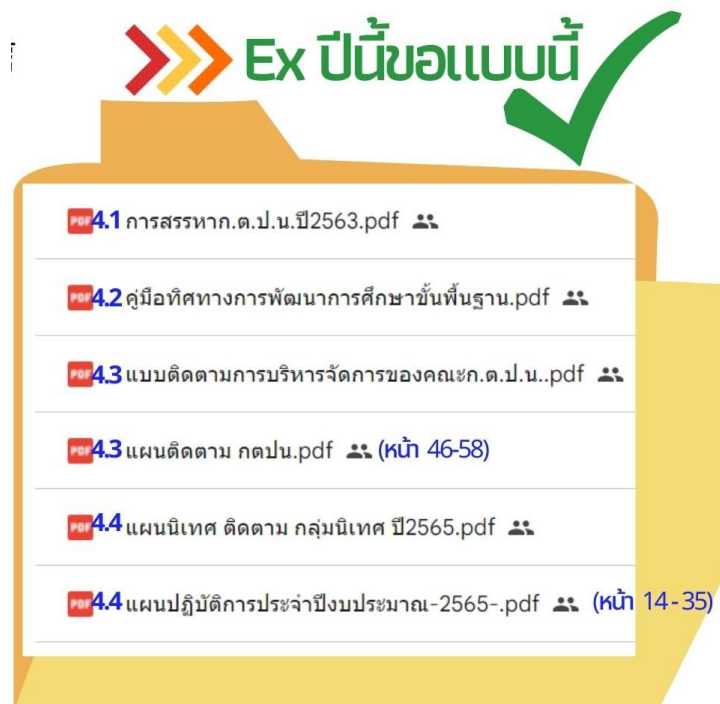 Ex ปีนี้ขอแบบนี้
PDF 4.1 การสรรหาก.ต.ป.น.ปี2563.pdf
PDF 4.2 คู่มือทิศทางการพัฒนาการศึกษาขั้นพื้นฐาน.pdf
PDF 4.3 แบบติดตามการบริหารจัดการของคณะก.ต.ป.น..pdf
PDF 4.3 แผนติดตาม กตปน.pdf (หน้า 46-58)
PDF 4.4 แผนนิเทศ ติดตาม กลุ่มนิเทศ ปี2565.pdf
PDF 4.4 แผนปฏิบัติการประจำปีงบประมาณ-2565-.pdf (หน้า 14-35)